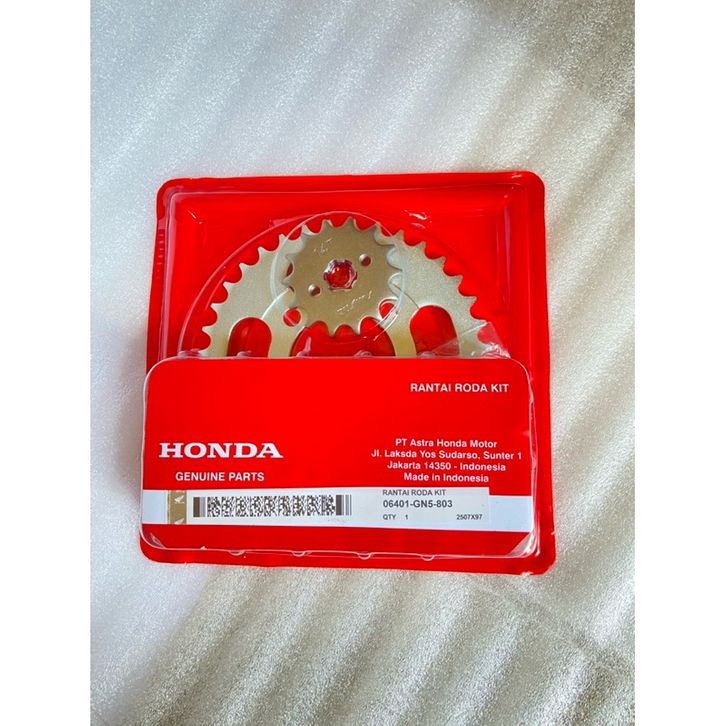 RANTAI RODA KIT
HONDA
GENUINE PARTS
PT Astra Honda Motor
Jl. Laksda Yos Sudarso, Sunter 1
Jakarta 14350 - Indonesia
Made in Indonesia
RANTAI RODA KIT
06401-GN5-803
QTY 1 2507X97